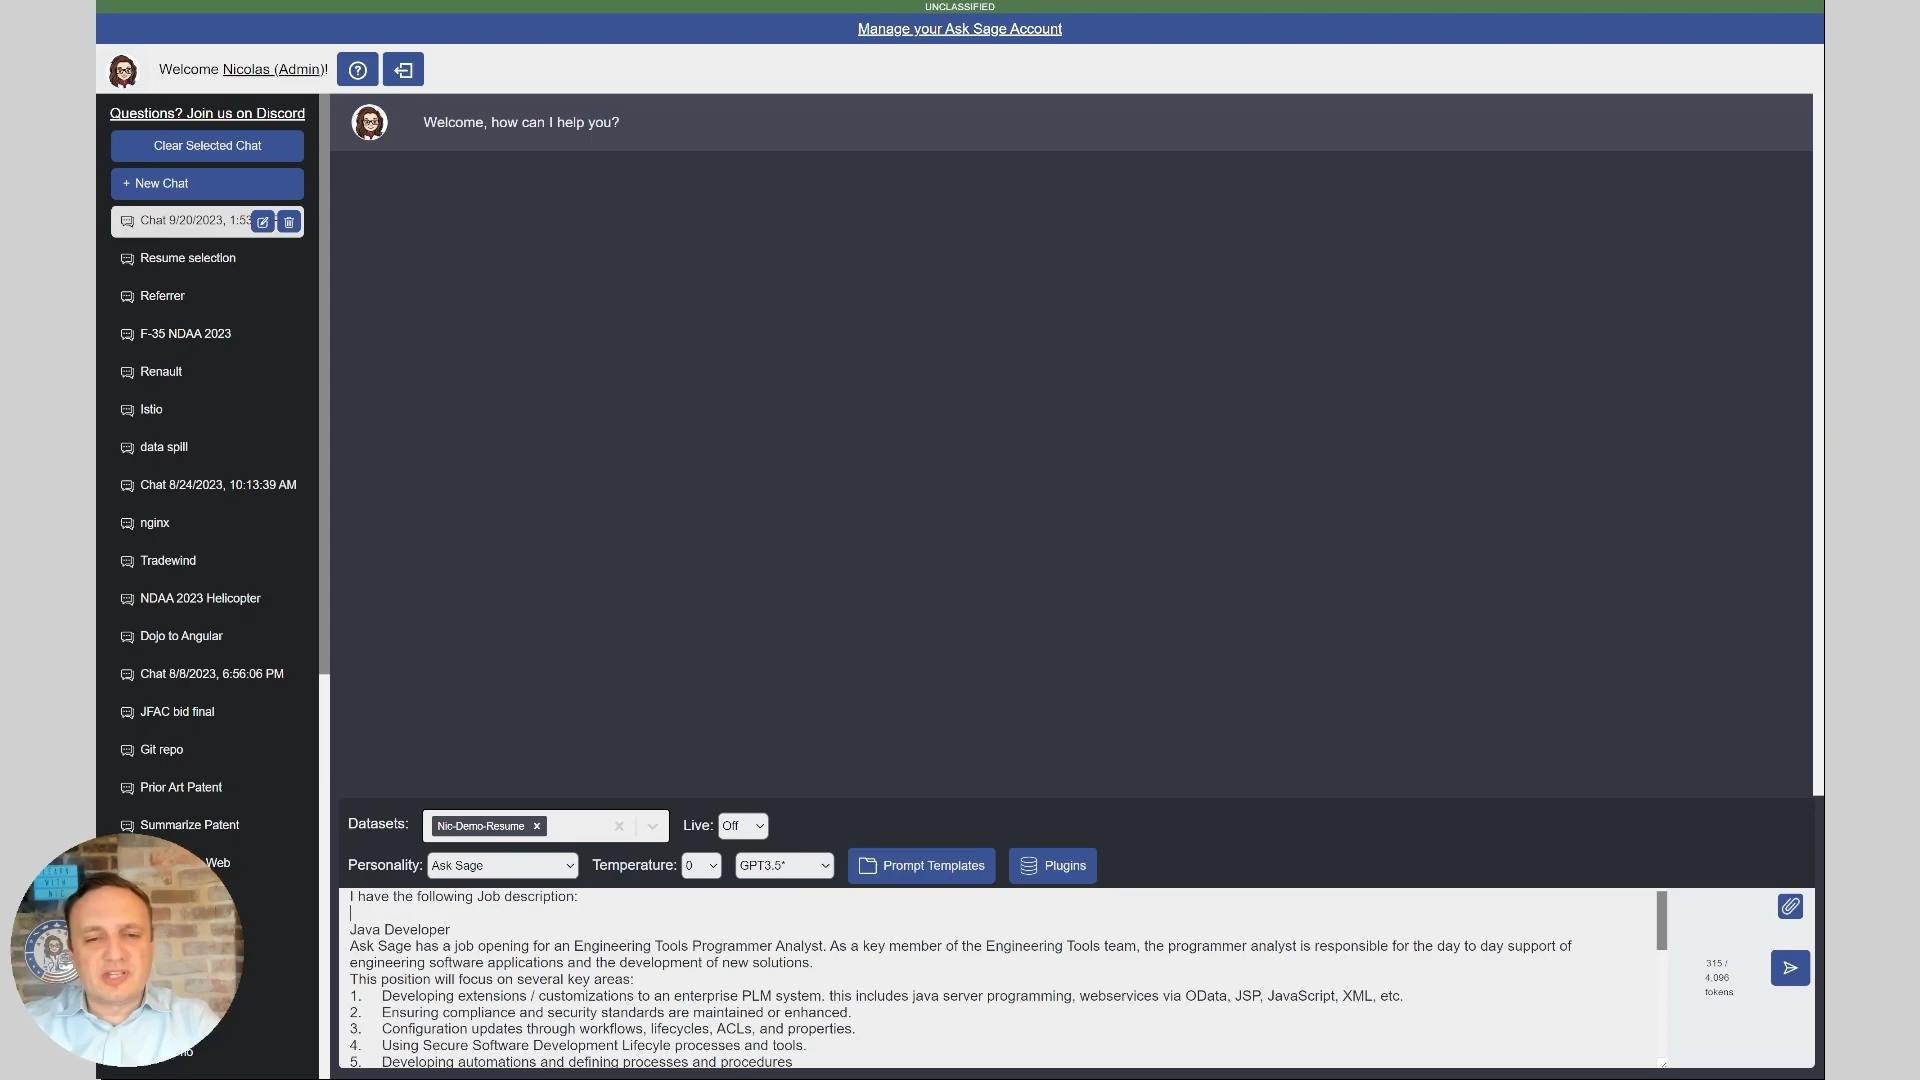 UNCLASSIFIED
Manage your Ask Sage Account
Welcome Nicolas (Admin)!
Questions? Join us on Discord
Clear Selected Chat
+ New Chat
Chat 9/20/2023, 1:53
Resume selection
Referrer
F-35 NDAA 2023
Renault
Istio
data spill
Chat 8/24/2023, 10:13:39 AM
nginx
Tradewind
NDAA 2023 Helicopter
Dojo to Angular
Chat 8/8/2023, 6:56:06 PM
JFAC bid final
Git repo
Prior Art Patent
Summarize Patent
Web
LEARN
WITH
NIC
Welcome, how can I help you?
Datasets: Nic-Demo-Resume × Live: Off
Personality: Ask Sage Temperature: 0 GPT3.5* Prompt Templates Plugins
I have the following Job description:
Java Developer
Ask Sage has a job opening for an Engineering Tools Programmer Analyst. As a key member of the Engineering Tools team, the programmer analyst is responsible for the day to day support of
engineering software applications and the development of new solutions.
This position will focus on several key areas:
1. Developing extensions / customizations to an enterprise PLM system. this includes java server programming, webservices via OData, JSP, JavaScript, XML, etc.
2. Ensuring compliance and security standards are maintained or enhanced.
3. Configuration updates through workflows, lifecycles, ACLs, and properties.
4. Using Secure Software Development Lifecyle processes and tools.
5. Developing automations and defining processes and procedures
315 /
4,096
tokens